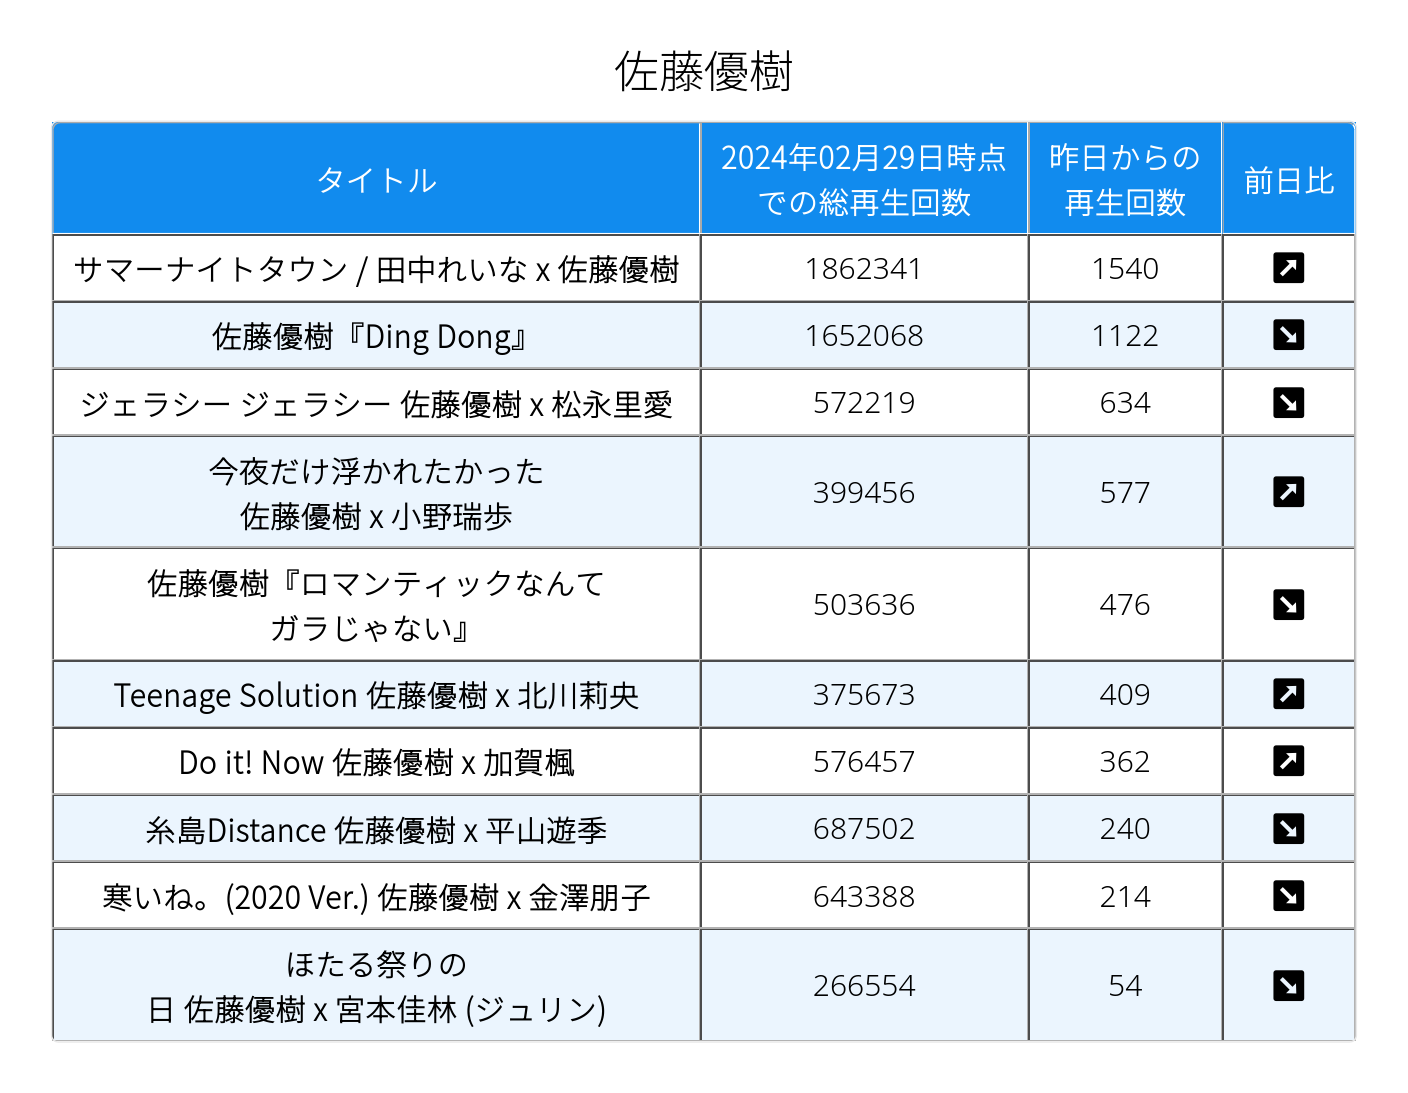 佐藤優樹
タイトル
2024年02月29日時点
での総再生回数
昨日からの
再生回数
前日比
サマーナイトタウン / 田中れいな x 佐藤優樹
1862341
1540
佐藤優樹『Ding Dong』
1652068
1122
ジェラシー ジェラシー 佐藤優樹 x 松永里愛
572219
634
今夜だけ浮かれたかった
佐藤優樹 x 小野瑞歩
399456
577
佐藤優樹『ロマンティックなんて
ガラじゃない』
503636
476
Teenage Solution 佐藤優樹 x 北川莉央
375673
409
Do it! Now 佐藤優樹 x 加賀楓
576457
362
糸島Distance 佐藤優樹 x 平山遊季
687502
240
寒いね。(2020 Ver.) 佐藤優樹 x 金澤朋子
643388
214
ほたる祭りの
日 佐藤優樹 x 宮本佳林 (ジュリン)
266554
54